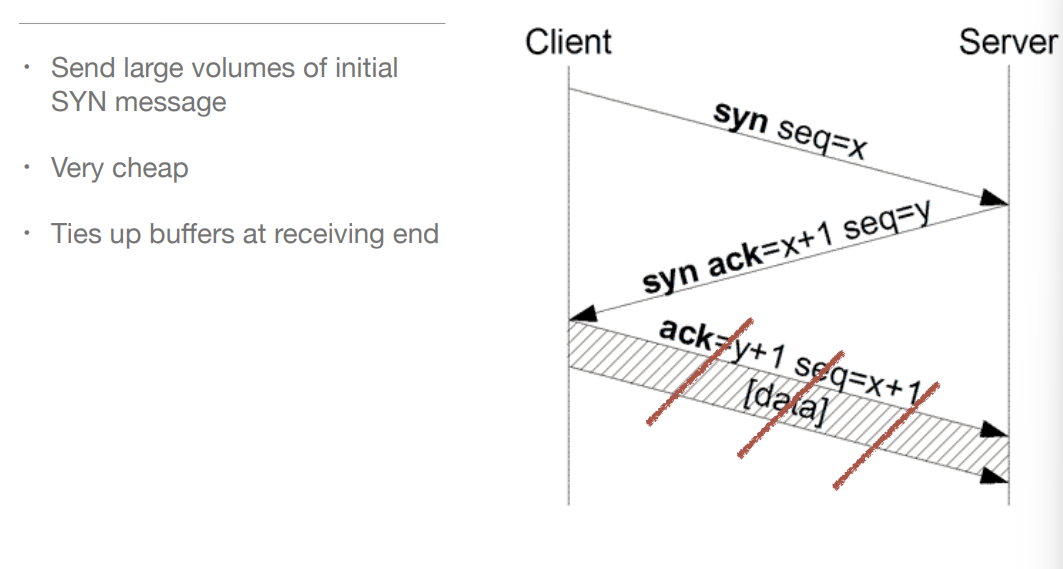 • Send large volumes of initial
SYN message
• Very cheap
• Ties up buffers at receiving end
Client
Server
syn seq=x
syn ack=x+1 seq=y
ack=y+1 seq=x+1
[data]